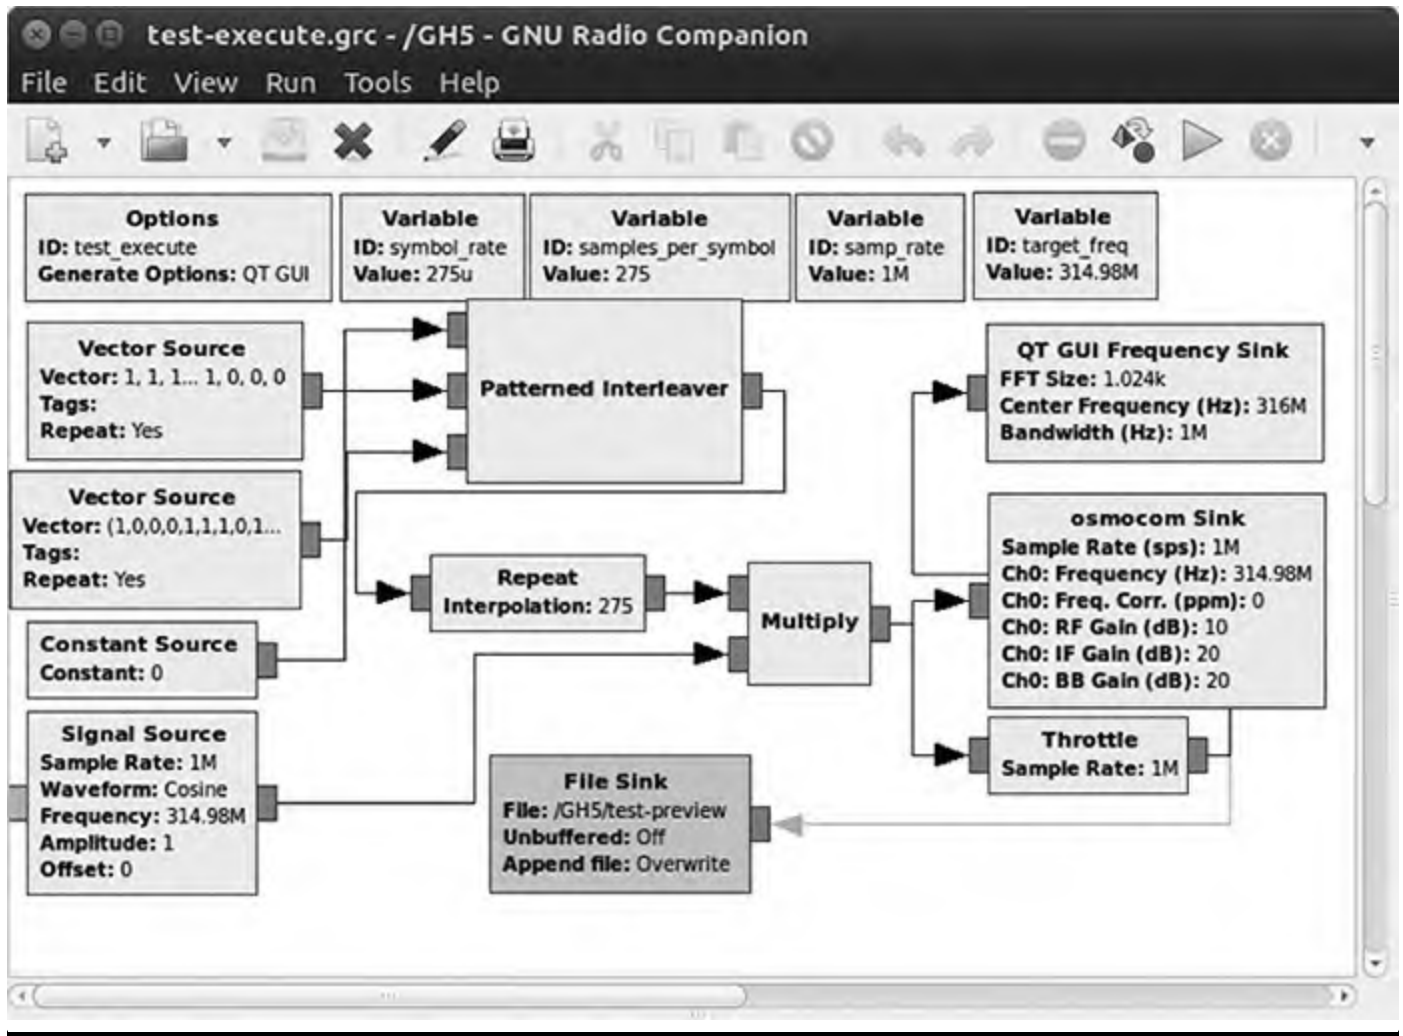 test-execute.grc - /GH5 - GNU Radio Companion
File Edit View Run Tools Help
Options
ID: test_execute
Generate Options: QT GUI
Variable
ID: symbol_rate
Value: 275u
Variable
ID: samples_per_symbol
Value: 275
Variable
ID: samp_rate
Value: 1M
Variable
ID: target_freq
Value: 314.98M
Vector Source
Vector: 1, 1, 1... 1, 0, 0, 0
Tags:
Repeat: Yes
Patterned Interleaver
QT GUI Frequency Sink
FFT Size: 1.024k
Center Frequency (Hz): 316M
Bandwidth (Hz): 1M
Vector Source
Vector: (1,0,0,0,1,1,1,0,1...
Tags:
Repeat: Yes
Repeat
Interpolation: 275
Multiply
osmocom Sink
Sample Rate (sps): 1M
Ch0: Frequency (Hz): 314.98M
Ch0: Freq. Corr. (ppm): 0
Ch0: RF Gain (dB): 10
Ch0: IF Gain (dB): 20
Ch0: BB Gain (dB): 20
Constant Source
Constant: 0
Signal Source
Sample Rate: 1M
Waveform: Cosine
Frequency: 314.98M
Amplitude: 1
Offset: 0
File Sink
File: /GH5/test-preview
Unbuffered: Off
Append file: Overwrite
Throttle
Sample Rate: 1M